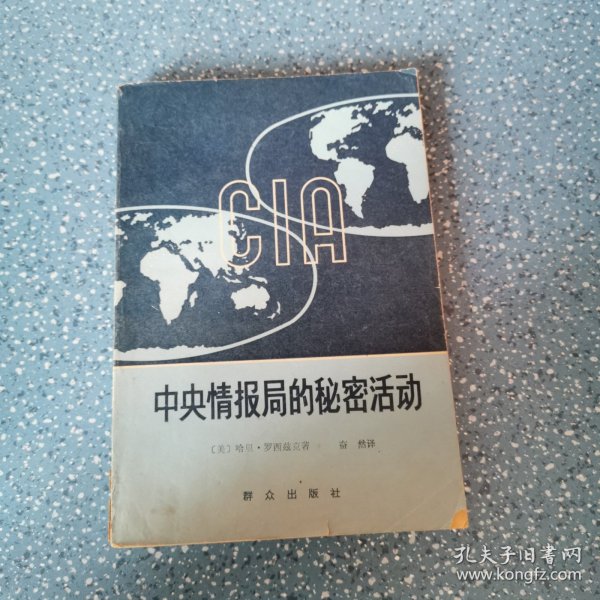 CIA
中央情报局的秘密活动
〔美〕哈里·罗西兹克著 奋 然译
群众出版社
孔夫子旧书网
www.kongfz.com